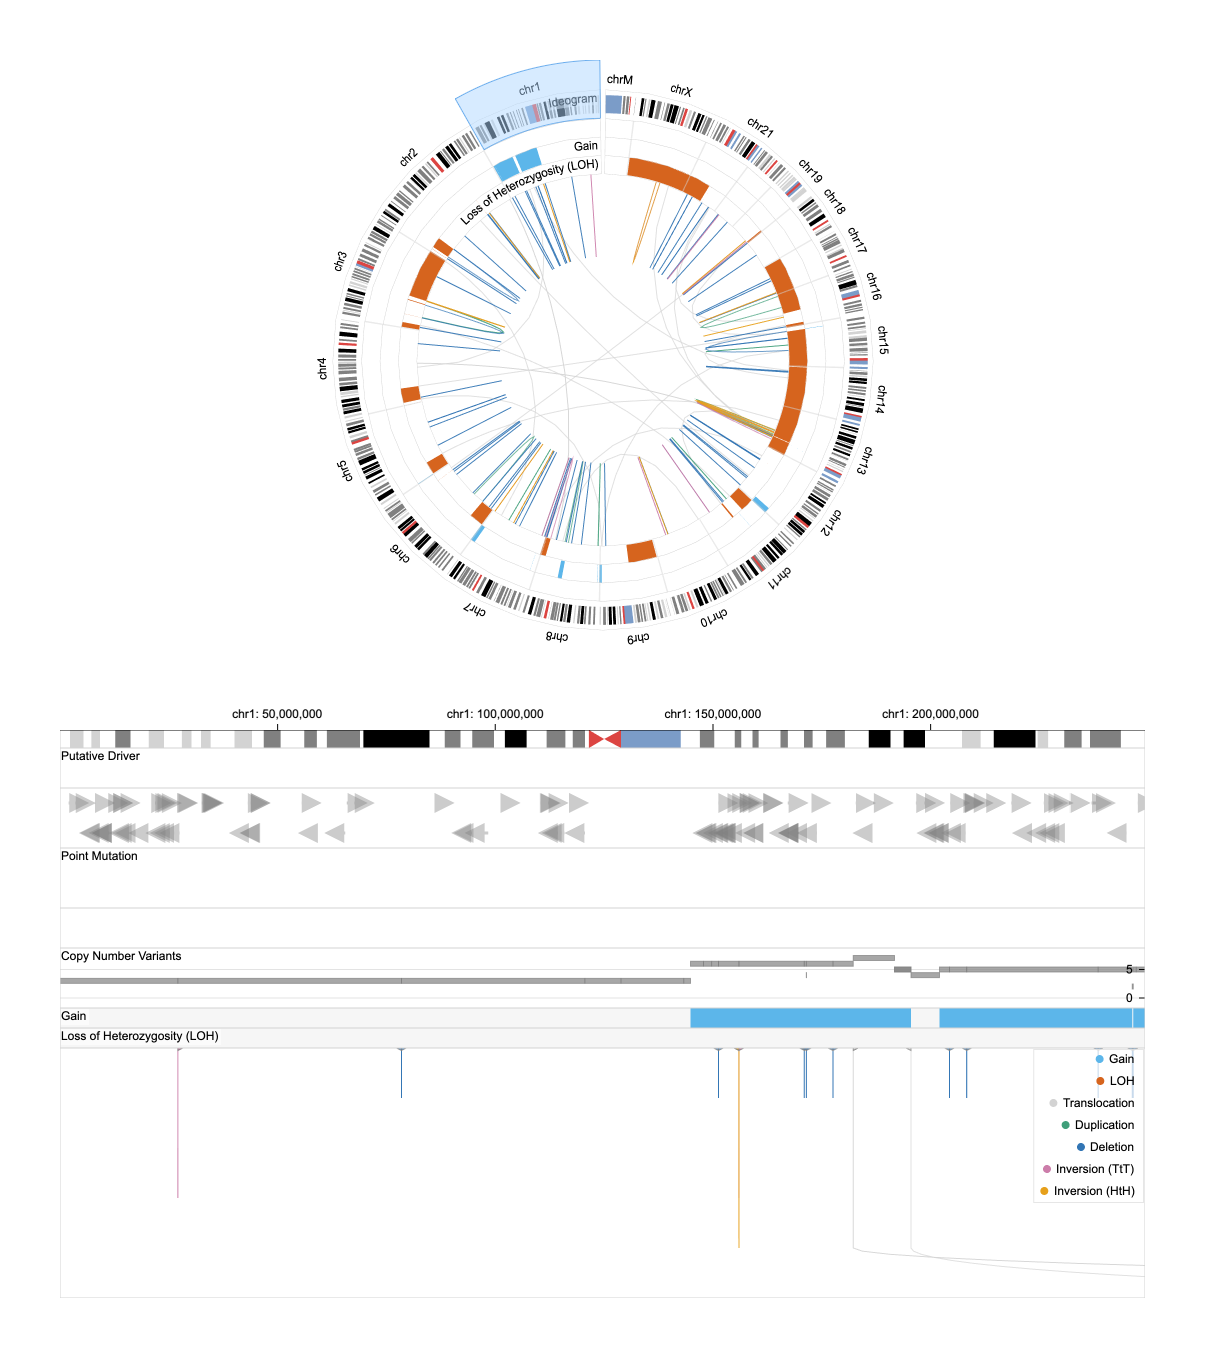 chrM
chrX
chr1
Ideogram
chr21
chr2
Gain
Loss of Heterozygosity (LOH)
chr19
chr18
chr17
chr3
chr16
chr15
chr4
chr14
chr5
chr13
chr12
chr6
chr11
chr7
chr10
chr8
chr9
chr1: 50,000,000
chr1: 100,000,000
chr1: 150,000,000
chr1: 200,000,000
Putative Driver
Point Mutation
Copy Number Variants
5
0
Gain
Loss of Heterozygosity (LOH)
Gain
LOH
Translocation
Duplication
Deletion
Inversion (TtT)
Inversion (HtH)